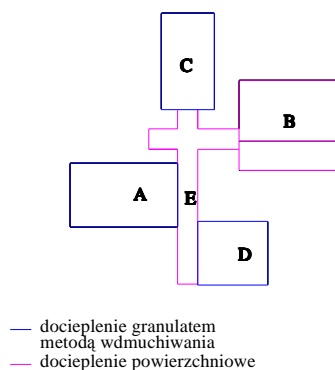 C
B
A
E
D
docieplenie granulatem
metodą wdmuchiwania
docieplenie powierzchniowe